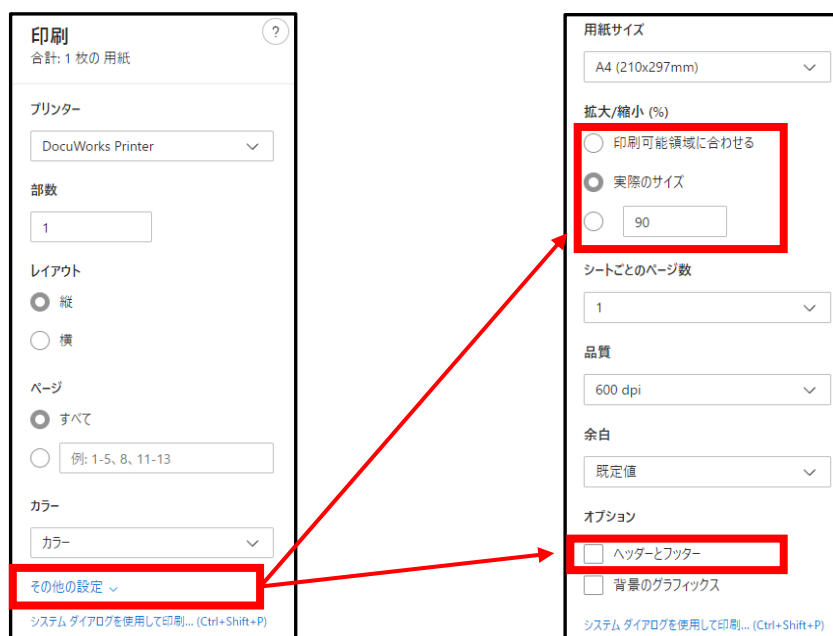 印刷
?
合計: 1 枚の 用紙
プリンター
DocuWorks Printer
部数
1
レイアウト
縦
横
ページ
すべて
例: 1-5、8、11-13
カラー
カラー
その他の設定
システム ダイアログを使用して印刷... (Ctrl+Shift+P)
用紙サイズ
A4 (210x297mm)
拡大/縮小 (%)
印刷可能領域に合わせる
実際のサイズ
90
シートごとのページ数
1
品質
600 dpi
余白
既定値
オプション
ヘッダーとフッター
背景のグラフィックス
システム ダイアログを使用して印刷... (Ctrl+Shift+P)